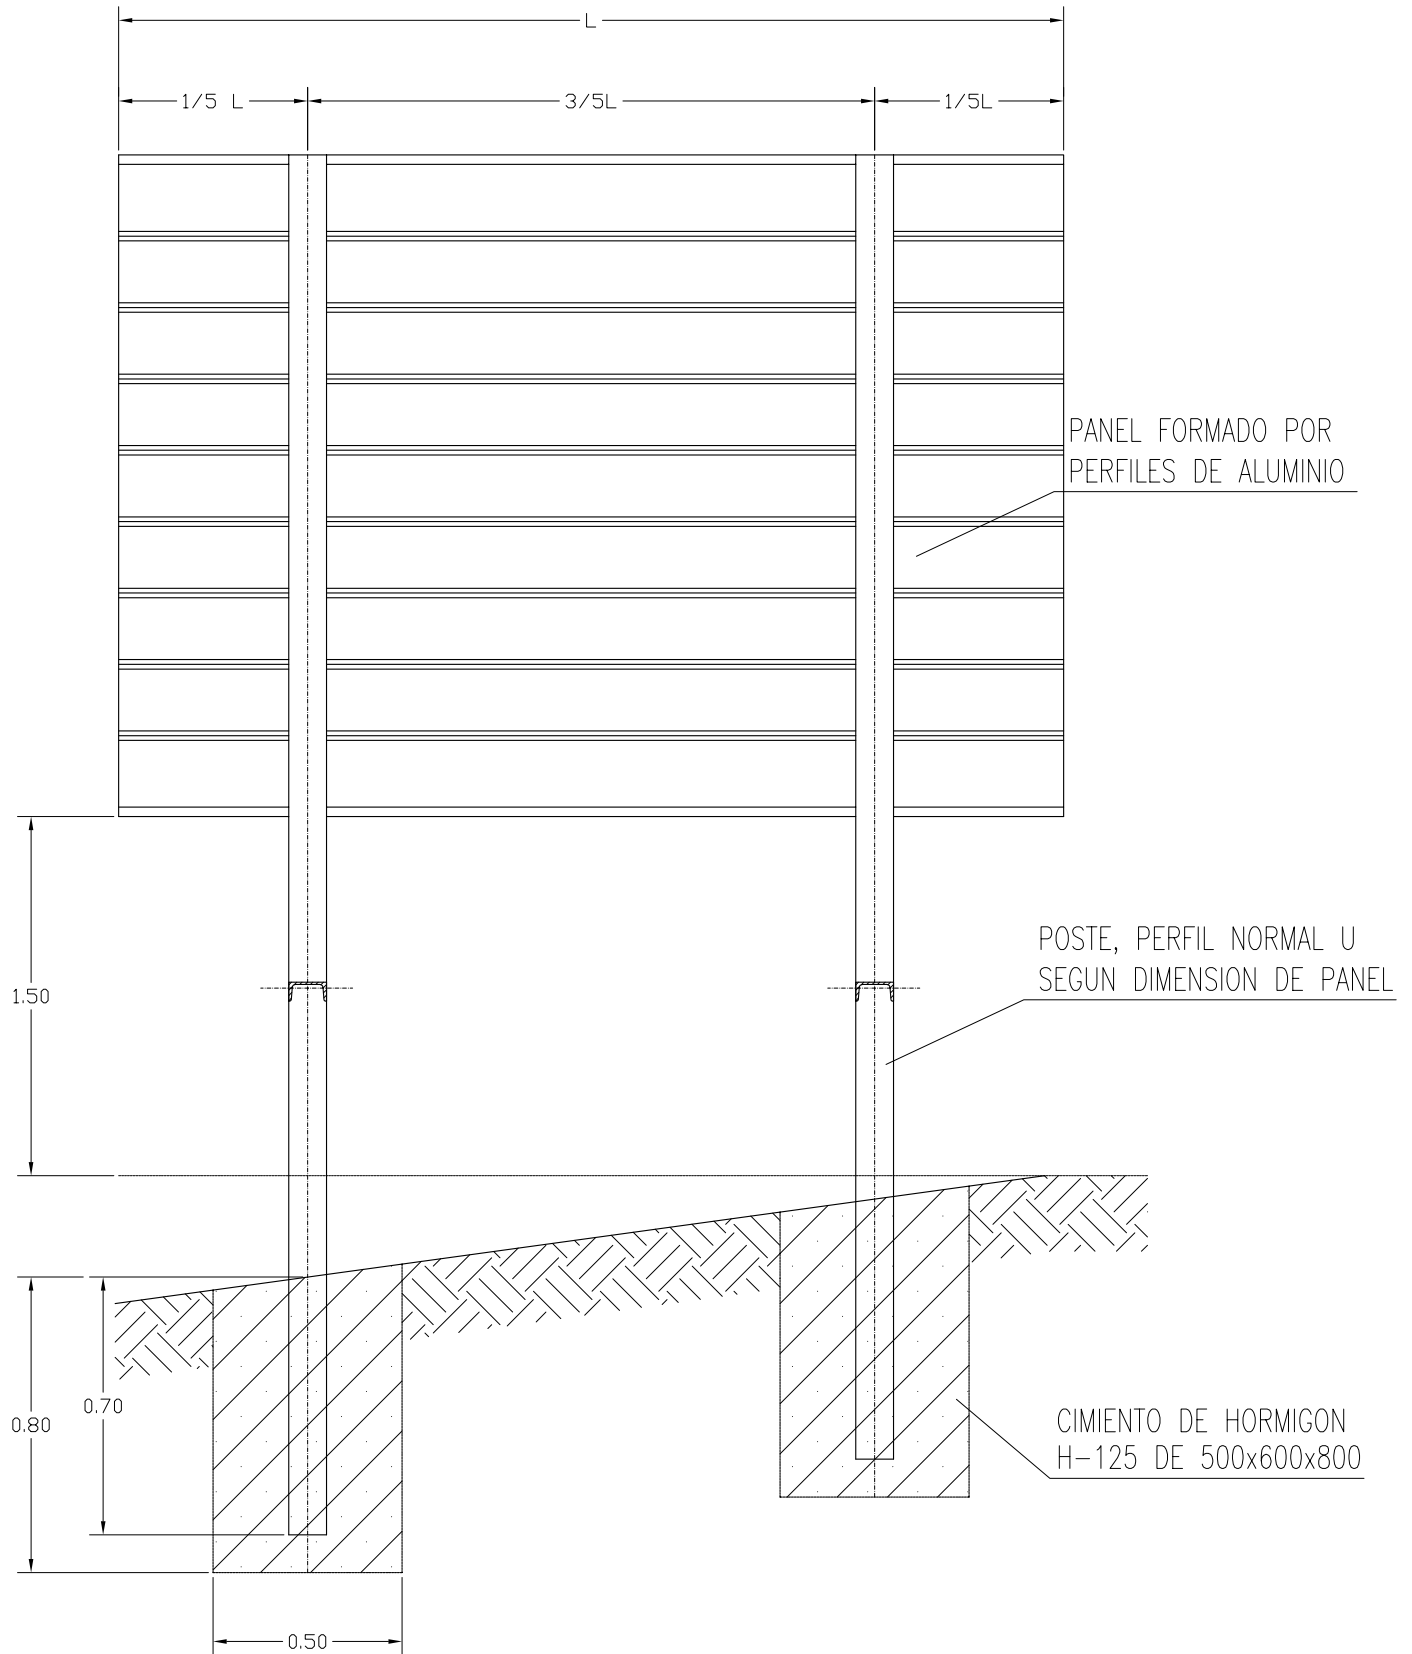 L
1/5 L
3/5L
1/5L
PANEL FORMADO POR
PERFILES DE ALUMINIO
POSTE, PERFIL NORMAL U
SEGUN DIMENSION DE PANEL
1.50
0.70
0.80
CIMIENTO DE HORMIGON
H-125 DE 500x600x800
0.50